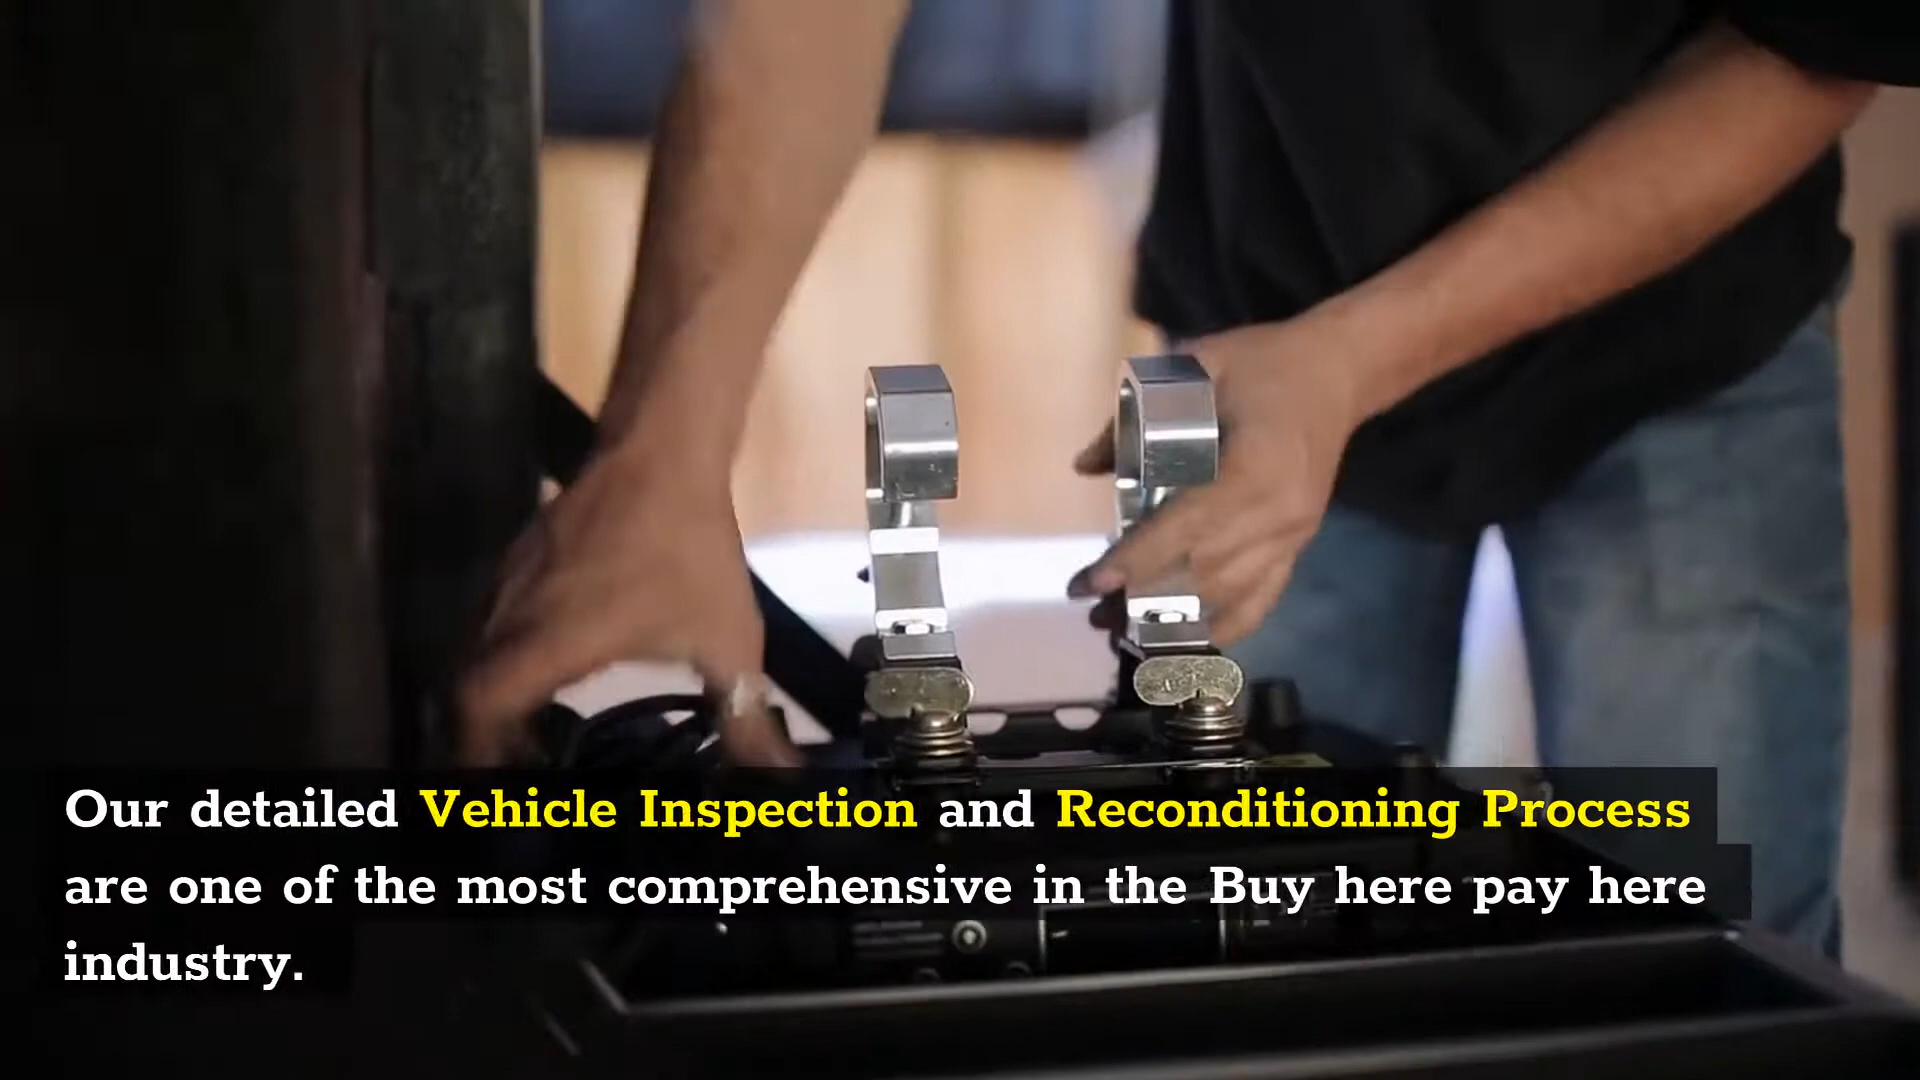 Our detailed Vehicle Inspection and Reconditioning Process
are one of the most comprehensive in the Buy here pay here
industry.